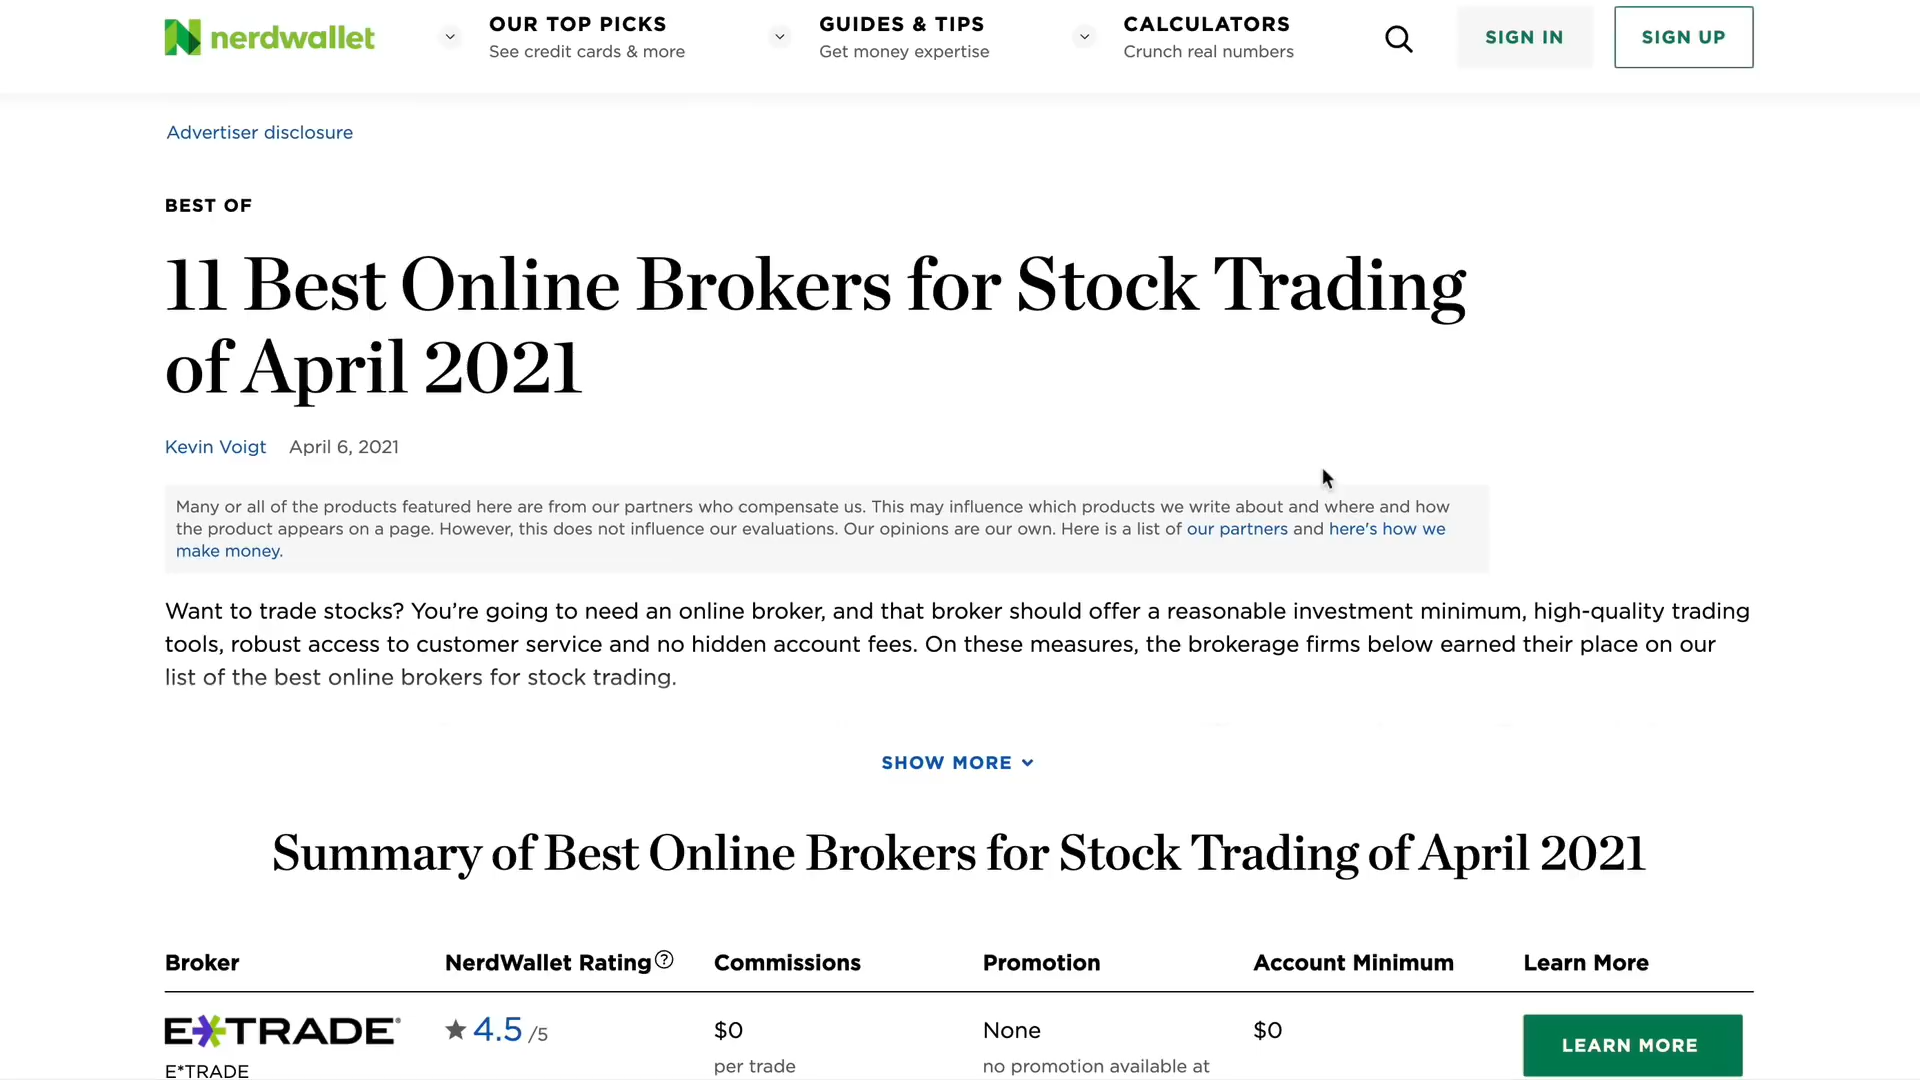 nerdwallet
OUR TOP PICKS
See credit cards & more
GUIDES & TIPS
Get money expertise
CALCULATORS
Crunch real numbers
SIGN IN
SIGN UP
Advertiser disclosure
BEST OF
11 Best Online Brokers for Stock Trading
of April 2021
Kevin Voigt April 6, 2021
Many or all of the products featured here are from our partners who compensate us. This may influence which products we write about and where and how
the product appears on a page. However, this does not influence our evaluations. Our opinions are our own. Here is a list of our partners and here's how we
make money.
Want to trade stocks? You’re going to need an online broker, and that broker should offer a reasonable investment minimum, high-quality trading
tools, robust access to customer service and no hidden account fees. On these measures, the brokerage firms below earned their place on our
list of the best online brokers for stock trading.
SHOW MORE
Summary of Best Online Brokers for Stock Trading of April 2021
Broker NerdWallet Rating? Commissions Promotion Account Minimum Learn More
E*TRADE® 4.5 /5 $0 None $0 LEARN MORE
E*TRADE per trade no promotion available at